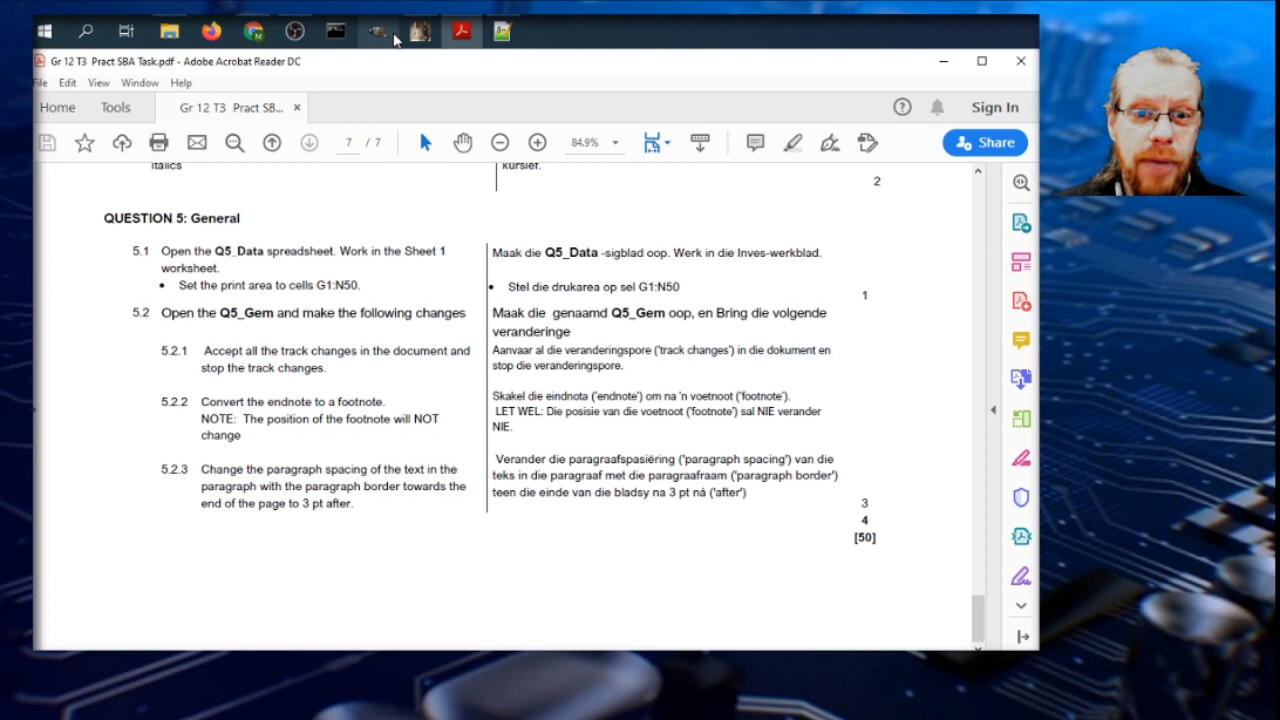 Gr 12 T3 Pract SBA Task.pdf - Adobe Acrobat Reader DC
File Edit View Window Help
Home Tools Gr 12 T3 Pract SB... × Sign In
7 / 7 84.9% Share
italics
kursief.
2
QUESTION 5: General
5.1 Open the Q5_Data spreadsheet. Work in the Sheet 1
worksheet.
• Set the print area to cells G1:N50.
Maak die Q5_Data -sigblad oop. Werk in die Inves-werkblad.
• Stel die drukarea op sel G1:N50
1
5.2 Open the Q5_Gem and make the following changes
Maak die genaamd Q5_Gem oop, en Bring die volgende
veranderinge
5.2.1 Accept all the track changes in the document and
stop the track changes.
Aanvaar al die veranderingspore ('track changes') in die dokument en
stop die veranderingspore.
5.2.2 Convert the endnote to a footnote.
NOTE: The position of the footnote will NOT
change
Skakel die eindnota ('endnote') om na 'n voetnoot ('footnote').
LET WEL: Die posisie van die voetnoot ('footnote') sal NIE verander
NIE.
5.2.3 Change the paragraph spacing of the text in the
paragraph with the paragraph border towards the
end of the page to 3 pt after.
Verander die paragraafspasiëring ('paragraph spacing') van die
teks in die paragraaf met die paragraafraam ('paragraph border')
teen die einde van die bladsy na 3 pt ná ('after')
3
4
[50]